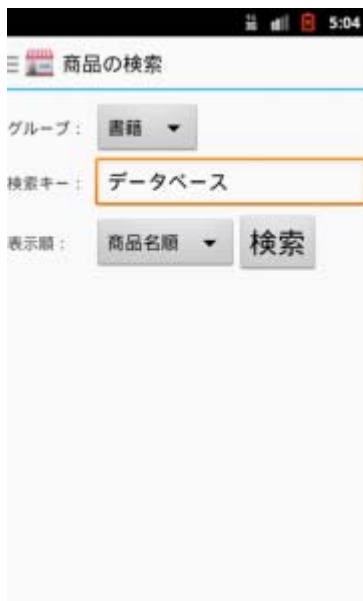 5:04
商品の検索
グループ： 書籍
検索キー： データベース
表示順： 商品名順 検索